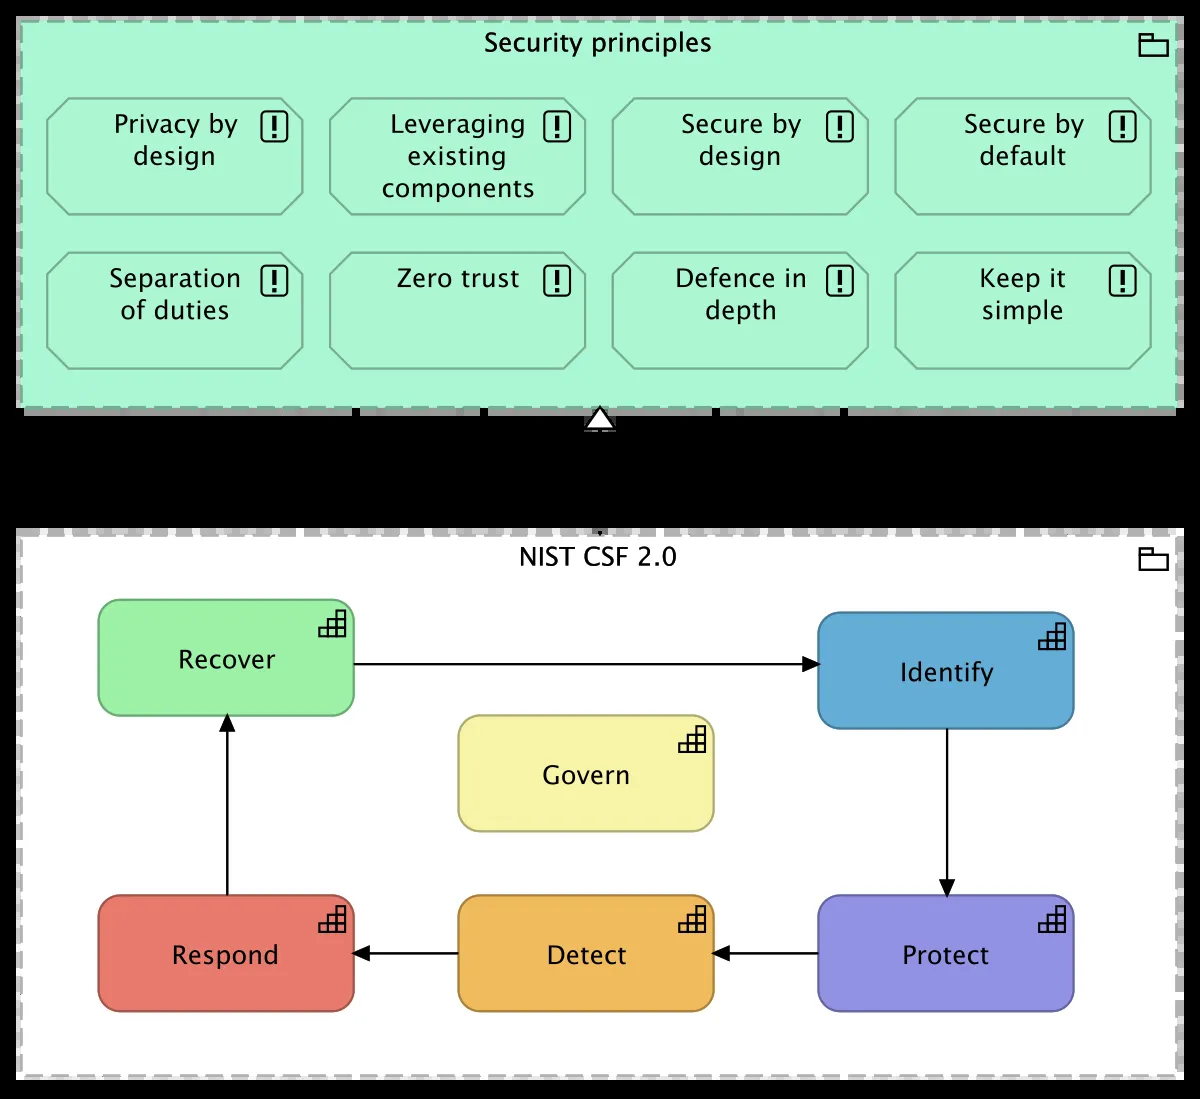 Security principles
Privacy by
design
Leveraging
existing
components
Secure by
design
Secure by
default
Separation
of duties
Zero trust
Defence in
depth
Keep it
simple
NIST CSF 2.0
Recover
Identify
Govern
Respond
Detect
Protect